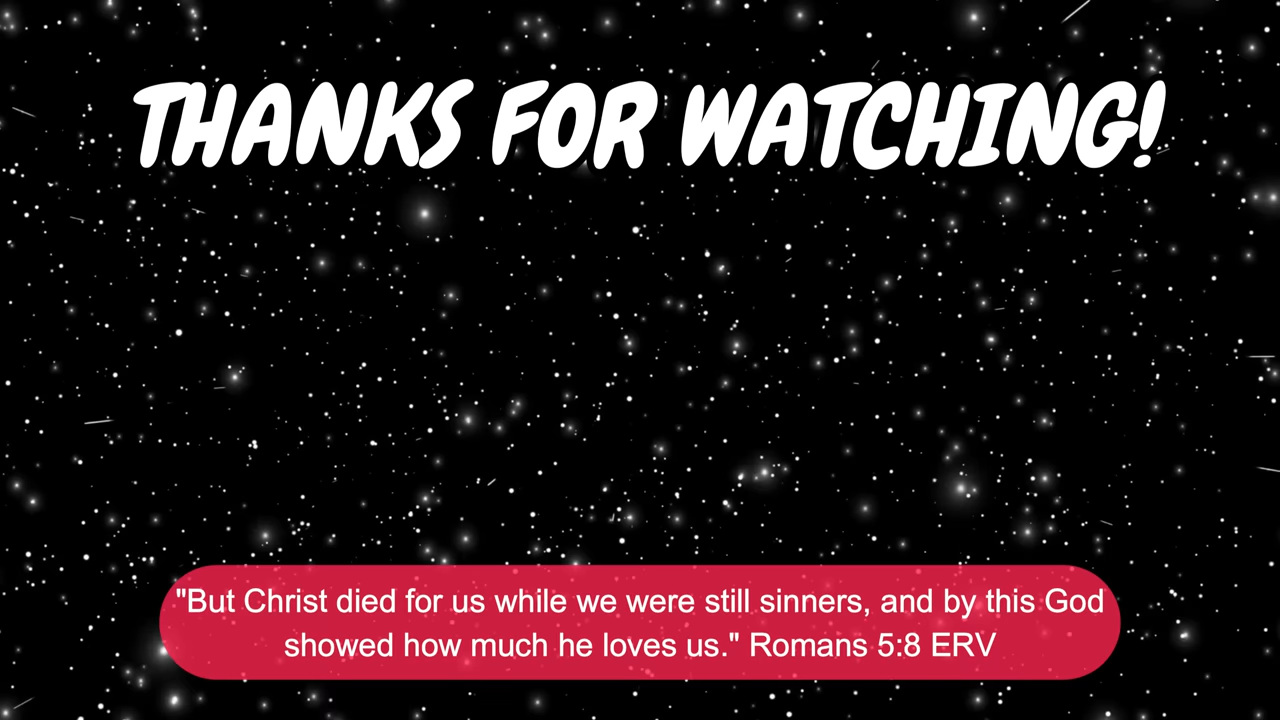 THANKS FOR WATCHING!
"But Christ died for us while we were still sinners, and by this God
showed how much he loves us." Romans 5:8 ERV